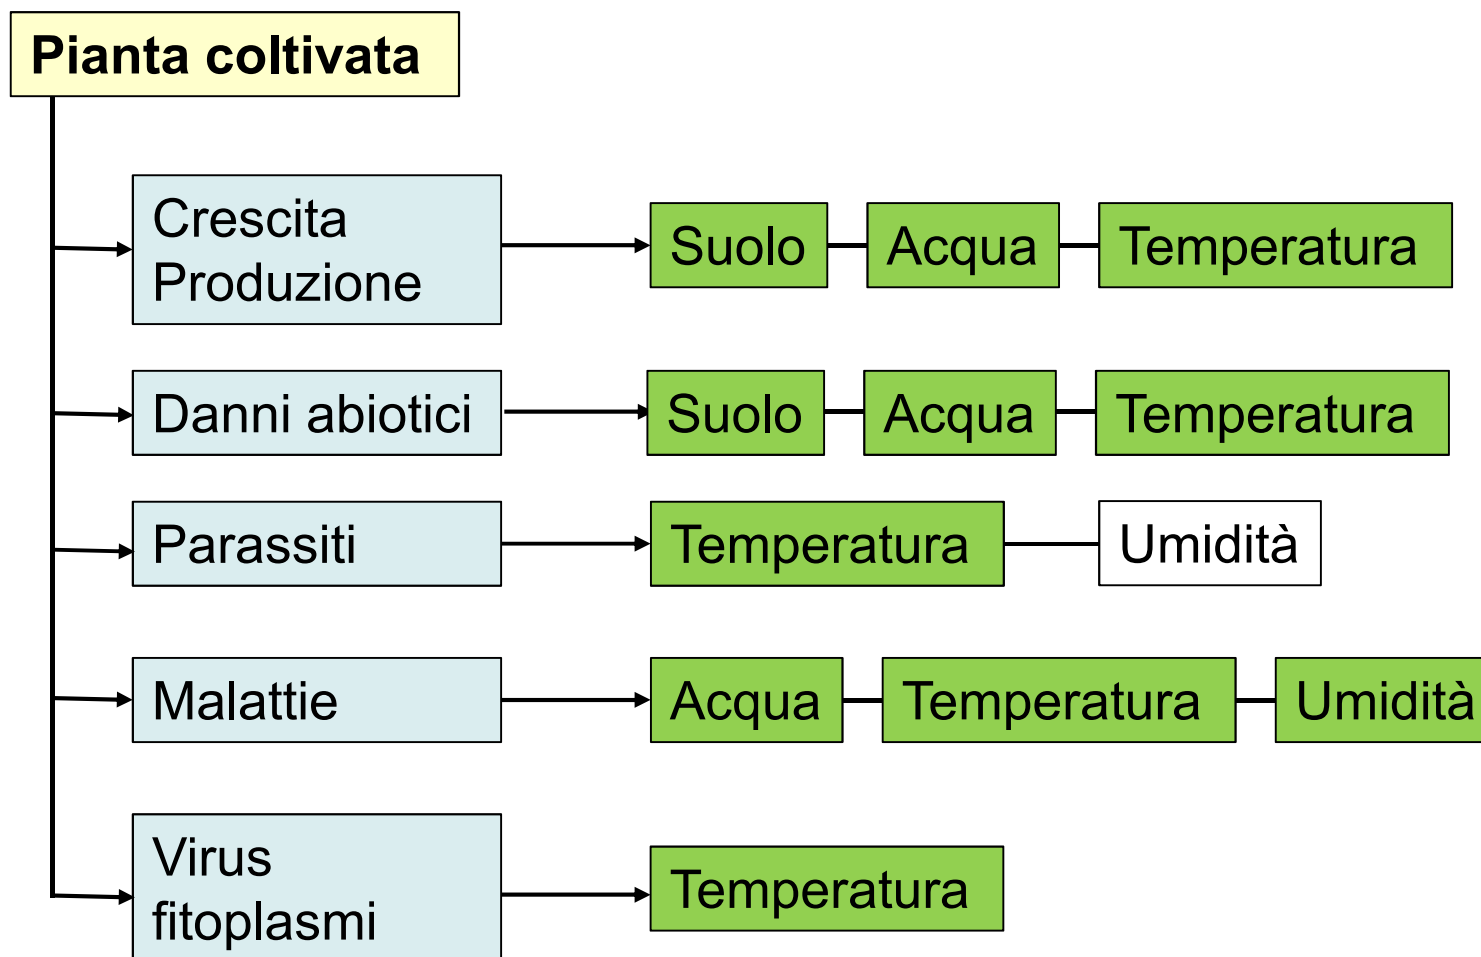 Pianta coltivata
Crescita
Produzione
Suolo
Acqua
Temperatura
Danni abiotici
Suolo
Acqua
Temperatura
Parassiti
Temperatura
Umidità
Malattie
Acqua
Temperatura
Umidità
Virus
fitoplasmi
Temperatura